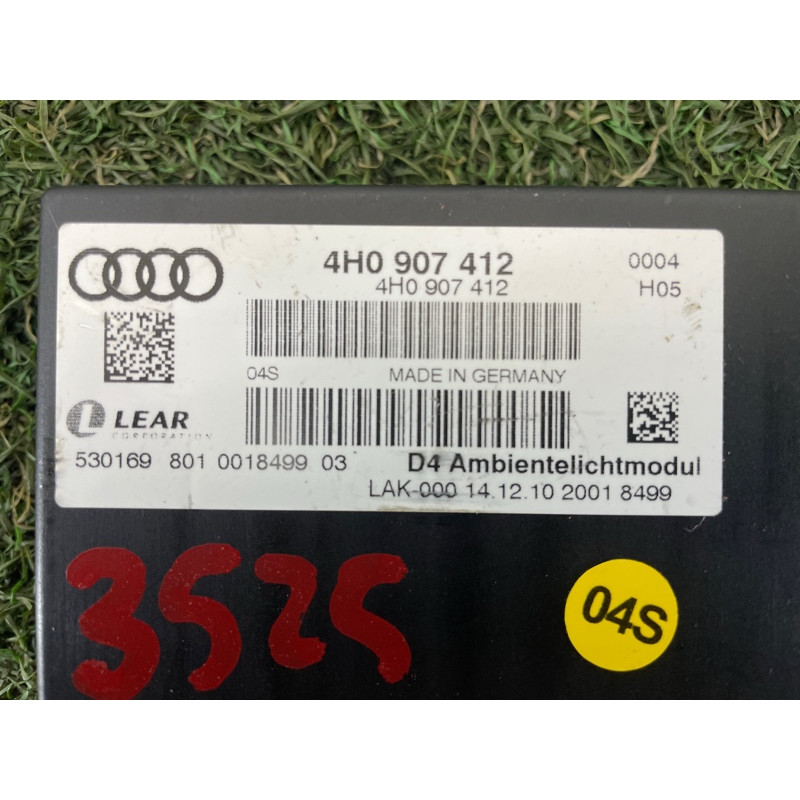 4H0 907 412
0004
4H0 907 412
H05
04S
MADE IN GERMANY
LEAR
CORPORATION
530169 801 0018499 03
D4 Ambientelichtmodul
LAK-000 14.12.10 2001 8499
3525
04S